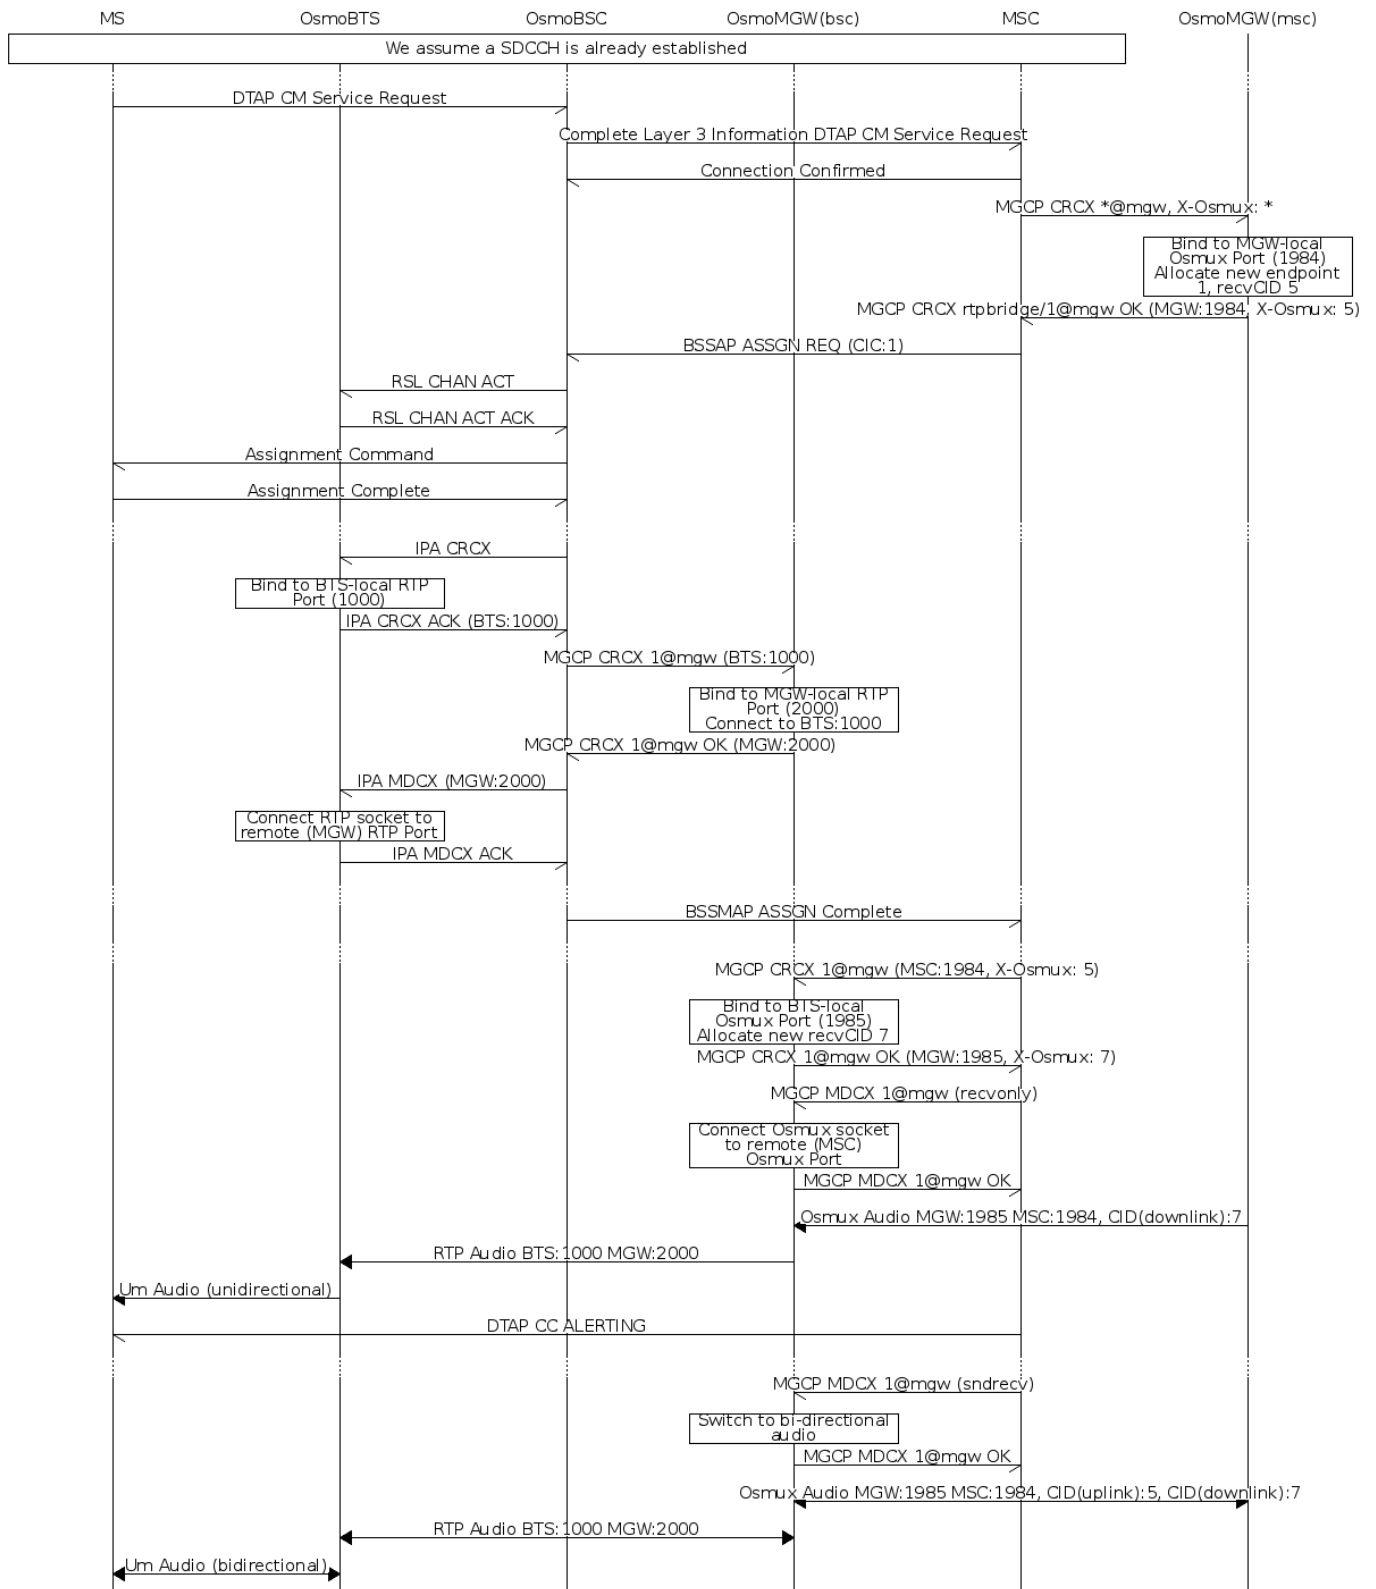 MS OsmoBTS OsmoBSC OsmoMGW(bsc) MSC OsmoMGW(msc)
We assume a SDCCH is already established
DTAP CM Service Request
Complete Layer 3 Information DTAP CM Service Request
Connection Confirmed
MGCP CRCX *@mgw, X-Osmux: *
Bind to MGW-local
Osmux Port (1984)
Allocate new endpoint
1, recvCID 5
MGCP CRCX rtpbridge/1@mgw OK (MGW:1984, X-Osmux: 5)
BSSAP ASSGN REQ (CIC:1)
RSL CHAN ACT
RSL CHAN ACT ACK
Assignment Command
Assignment Complete
IPA CRCX
Bind to BTS-local RTP
Port (1000)
IPA CRCX ACK (BTS:1000)
MGCP CRCX 1@mgw (BTS:1000)
Bind to MGW-local RTP
Port (2000)
Connect to BTS:1000
MGCP CRCX 1@mgw OK (MGW:2000)
IPA MDCX (MGW:2000)
Connect RTP socket to
remote (MGW) RTP Port
IPA MDCX ACK
BSSMAP ASSGN Complete
MGCP CRCX 1@mgw (MSC:1984, X-Osmux: 5)
Bind to BTS-local
Osmux Port (1985)
Allocate new recvCID 7
MGCP CRCX 1@mgw OK (MGW:1985, X-Osmux: 7)
MGCP MDCX 1@mgw (recvonly)
Connect Osmux socket
to remote (MSC)
Osmux Port
MGCP MDCX 1@mgw OK
Osmux Audio MGW:1985 MSC:1984, CID(downlink):7
RTP Audio BTS:1000 MGW:2000
Um Audio (unidirectional)
DTAP CC ALERTING
MGCP MDCX 1@mgw (sndrecv)
Switch to bi-directional
audio
MGCP MDCX 1@mgw OK
Osmux Audio MGW:1985 MSC:1984, CID(uplink):5, CID(downlink):7
RTP Audio BTS:1000 MGW:2000
Um Audio (bidirectional)